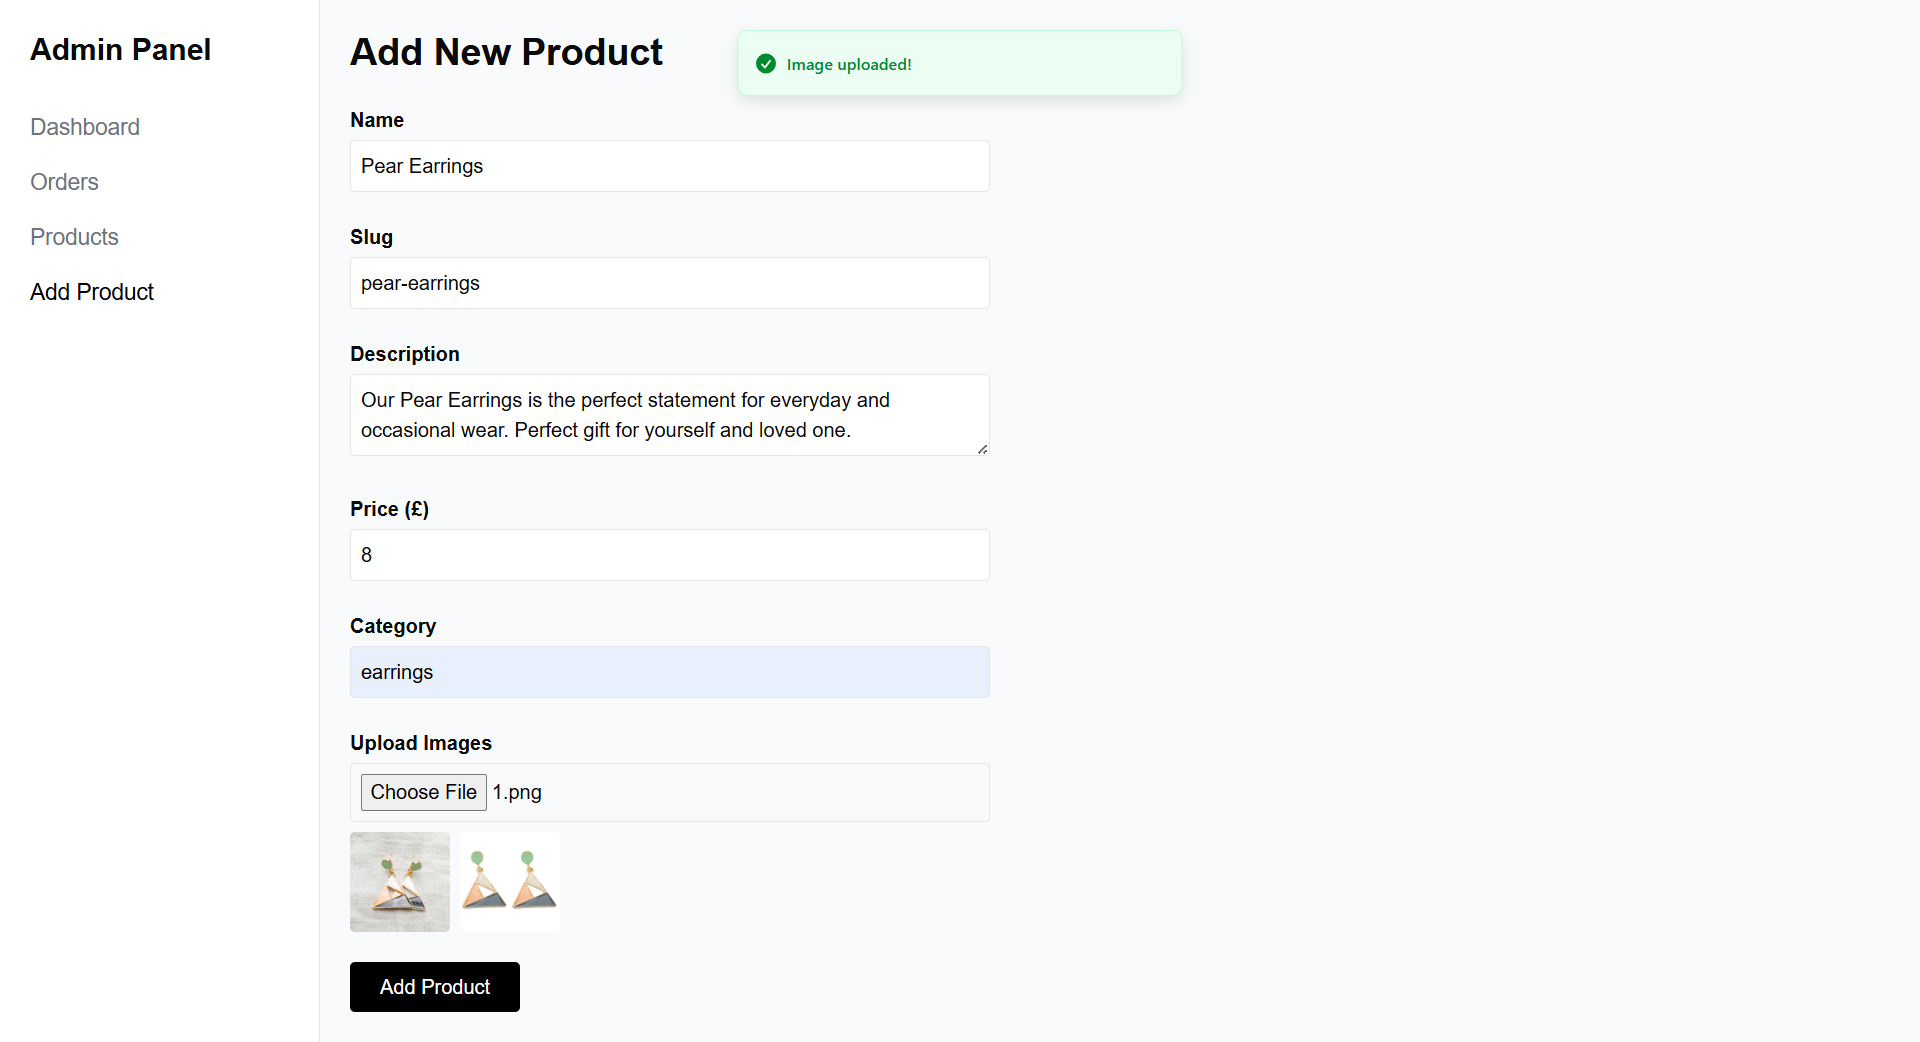 Admin Panel
Dashboard
Orders
Products
Add Product
Add New Product
Image uploaded!
Name
Pear Earrings
Slug
pear-earrings
Description
Our Pear Earrings is the perfect statement for everyday and
occasional wear. Perfect gift for yourself and loved one.
Price (£)
8
Category
earrings
Upload Images
Choose File 1.png
Add Product